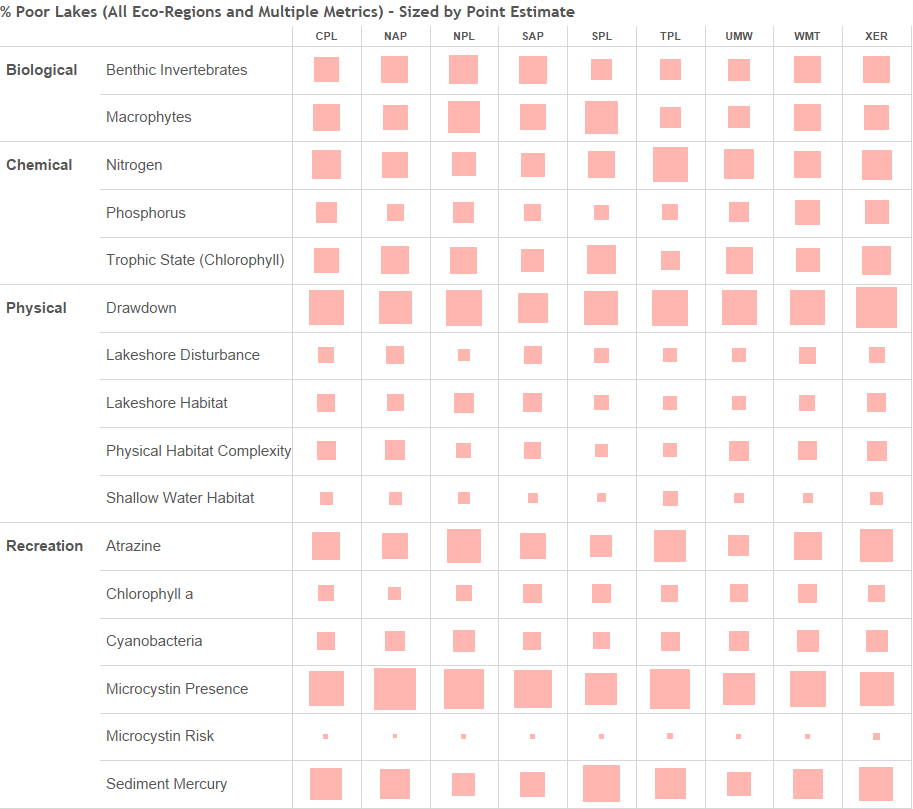 % Poor Lakes (All Eco-Regions and Multiple Metrics) - Sized by Point Estimate
CPL NAP NPL SAP SPL TPL UMW WMT XER
Biological Benthic Invertebrates
Macrophytes
Chemical Nitrogen
Phosphorus
Trophic State (Chlorophyll)
Physical Drawdown
Lakeshore Disturbance
Lakeshore Habitat
Physical Habitat Complexity
Shallow Water Habitat
Recreation Atrazine
Chlorophyll a
Cyanobacteria
Microcystin Presence
Microcystin Risk
Sediment Mercury